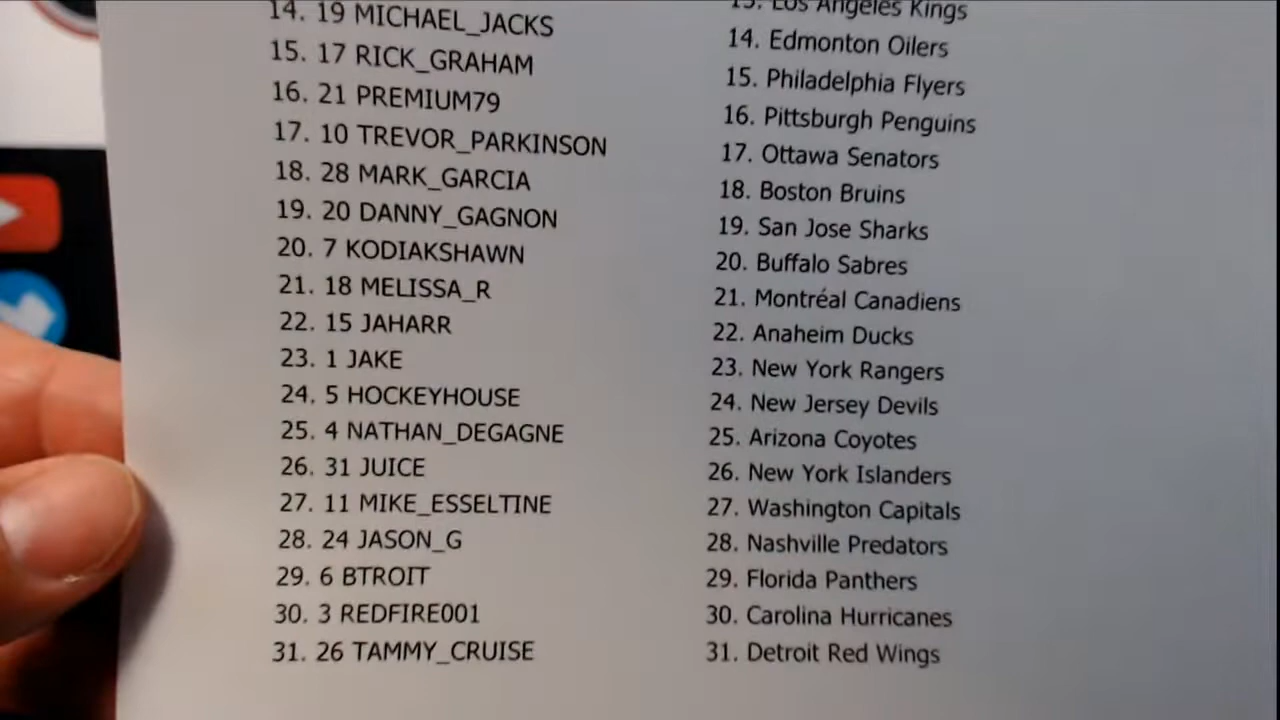 14. 19 MICHAEL_JACKS
15. 17 RICK_GRAHAM
16. 21 PREMIUM79
17. 10 TREVOR_PARKINSON
18. 28 MARK_GARCIA
19. 20 DANNY_GAGNON
20. 7 KODIAKSHAWN
21. 18 MELISSA_R
22. 15 JAHARR
23. 1 JAKE
24. 5 HOCKEYHOUSE
25. 4 NATHAN_DEGAGNE
26. 31 JUICE
27. 11 MIKE_ESSELTINE
28. 24 JASON_G
29. 6 BTROIT
30. 3 REDFIRE001
31. 26 TAMMY_CRUISE
13. Los Angeles Kings
14. Edmonton Oilers
15. Philadelphia Flyers
16. Pittsburgh Penguins
17. Ottawa Senators
18. Boston Bruins
19. San Jose Sharks
20. Buffalo Sabres
21. Montréal Canadiens
22. Anaheim Ducks
23. New York Rangers
24. New Jersey Devils
25. Arizona Coyotes
26. New York Islanders
27. Washington Capitals
28. Nashville Predators
29. Florida Panthers
30. Carolina Hurricanes
31. Detroit Red Wings